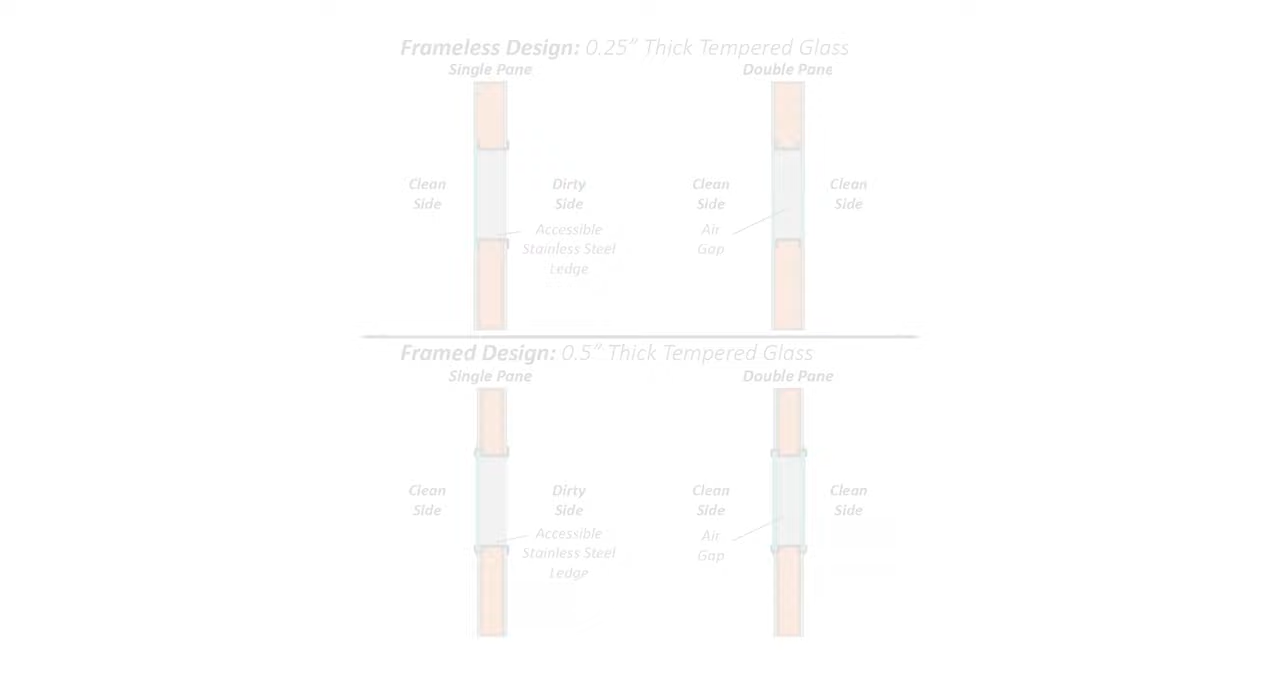 Frameless Design: 0.25” Thick Tempered Glass
Single Pane
Double Pane
Clean
Side
Dirty
Side
Accessible
Stainless Steel
Ledge
Clean
Side
Air
Gap
Clean
Side
Framed Design: 0.5” Thick Tempered Glass
Single Pane
Double Pane
Clean
Side
Dirty
Side
Accessible
Stainless Steel
Ledge
Clean
Side
Air
Gap
Clean
Side